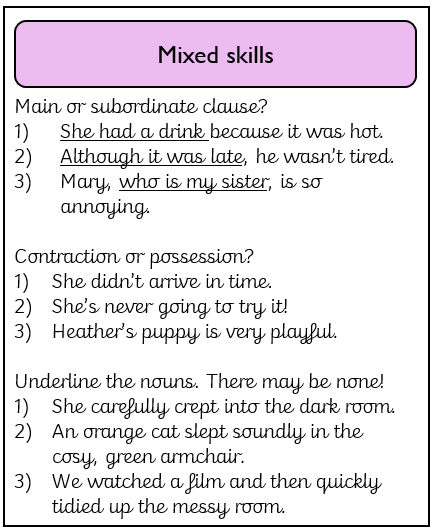 Mixed skills
Main or subordinate clause?
1) She had a drink because it was hot.
2) Although it was late, he wasn't tired.
3) Mary, who is my sister, is so
annoying.
Contraction or possession?
1) She didn't arrive in time.
2) She's never going to try it!
3) Heather's puppy is very playful.
Underline the nouns. There may be none!
1) She carefully crept into the dark room.
2) An orange cat slept soundly in the
cosy, green armchair.
3) We watched a film and then quickly
tidied up the messy room.